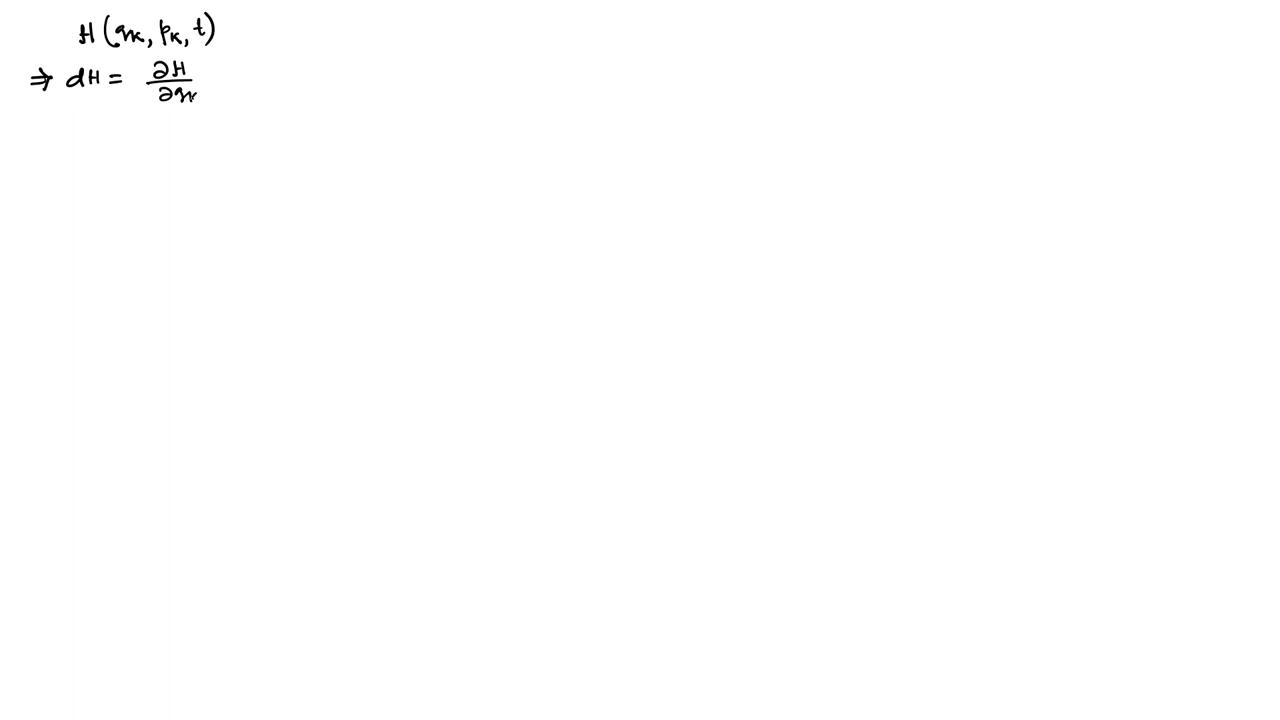 H(qₖ, pₖ, t)
⇒ dH = ∂H/∂qₖ